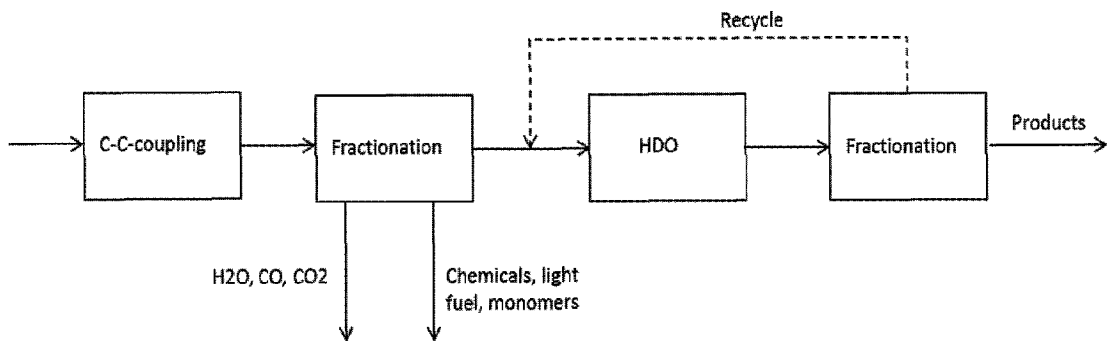 Recycle
C-C-coupling
Fractionation
HDO
Fractionation
Products
H2O, CO, CO2
Chemicals, light
fuel, monomers